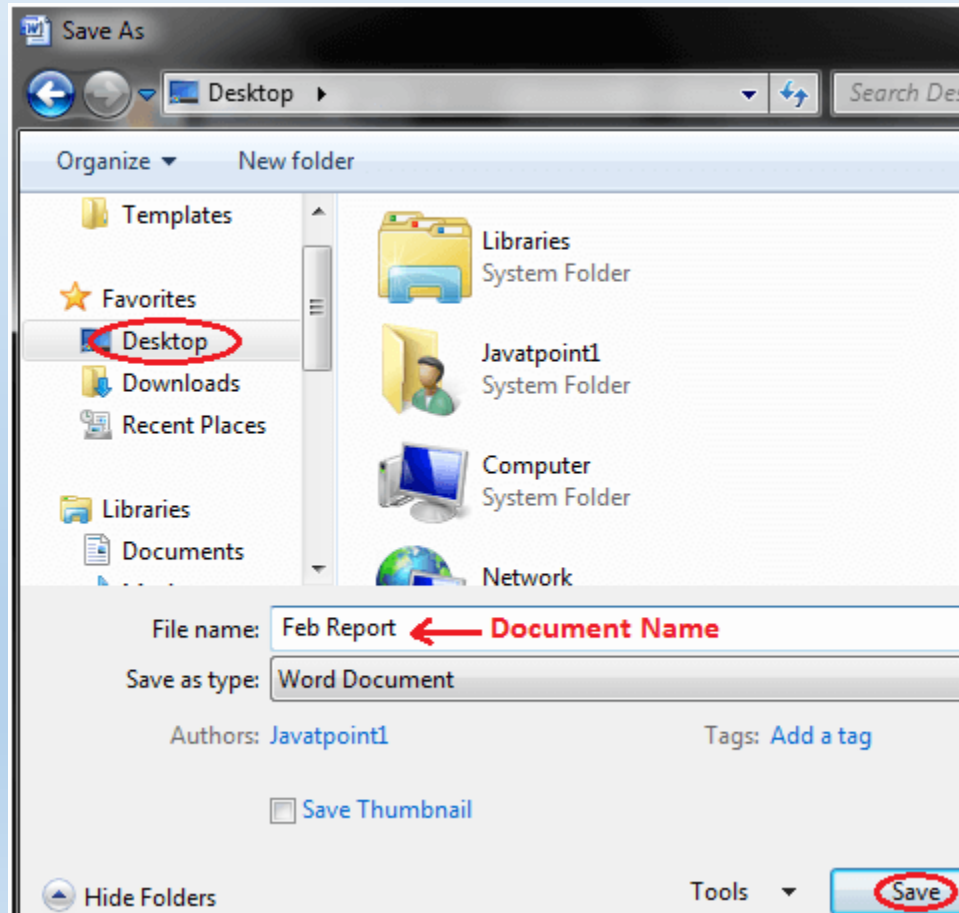 Save As
Desktop
Search Des
Organize
New folder
Templates
Favorites
Desktop
Downloads
Recent Places
Libraries
Documents
Libraries
System Folder
Javatpoint1
System Folder
Computer
System Folder
Network
File name: Feb Report Document Name
Save as type: Word Document
Authors: Javatpoint1 Tags: Add a tag
Save Thumbnail
Hide Folders Tools Save